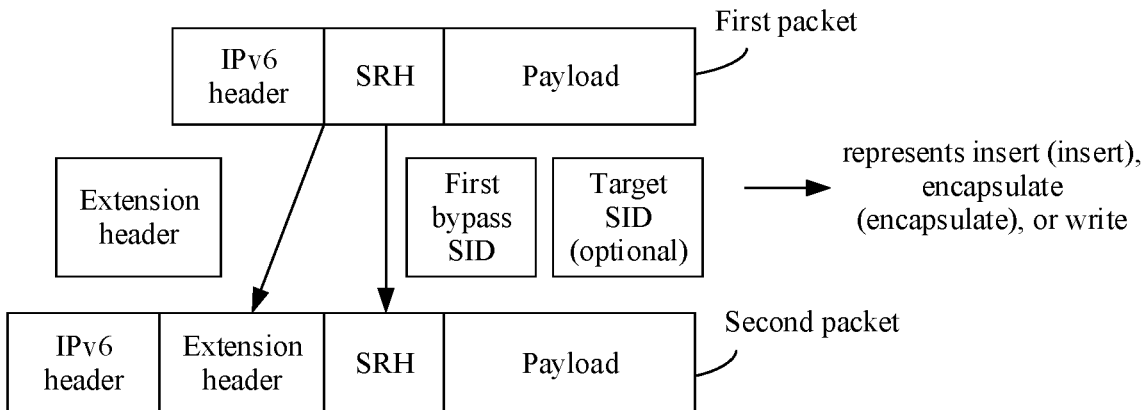 First packet
IPv6
header
SRH
Payload
Extension
header
First
bypass
SID
Target
SID
(optional)
represents insert (insert),
encapsulate
(encapsulate), or write
Second packet
IPv6
header
Extension
header
SRH
Payload